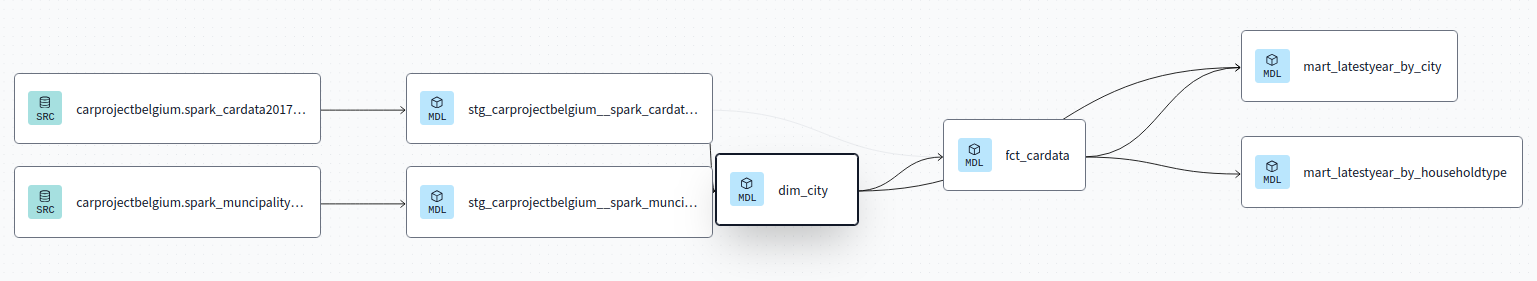 SRC
carprojectbelgium.spark_cardata2017...
MDL
stg_carprojectbelgium__spark_cardat...
SRC
carprojectbelgium.spark_muncipality...
MDL
stg_carprojectbelgium__spark_munci...
MDL
dim_city
MDL
fct_cardata
MDL
mart_latestyear_by_city
MDL
mart_latestyear_by_householdtype